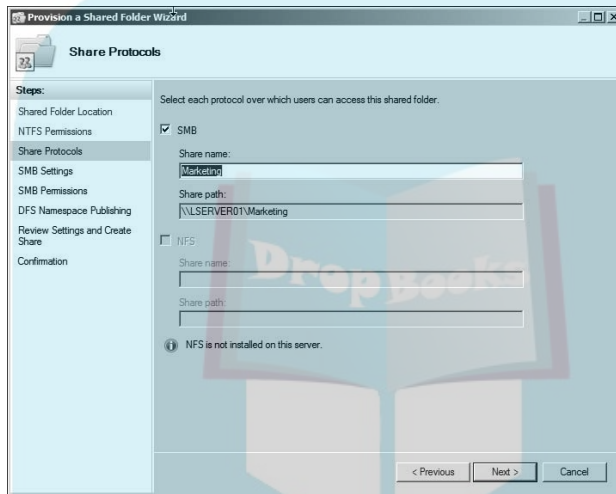 Provision a Shared Folder Wizard
Share Protocols
Steps:
Shared Folder Location
NTFS Permissions
Share Protocols
SMB Settings
SMB Permissions
DFS Namespace Publishing
Review Settings and Create
Share
Confirmation
Select each protocol over which users can access this shared folder.
SMB
Share name:
Marketing
Share path:
\\LSERVER01\Marketing
NFS
Share name:
Share path:
NFS is not installed on this server.
Drop Books
< Previous
Next >
Cancel